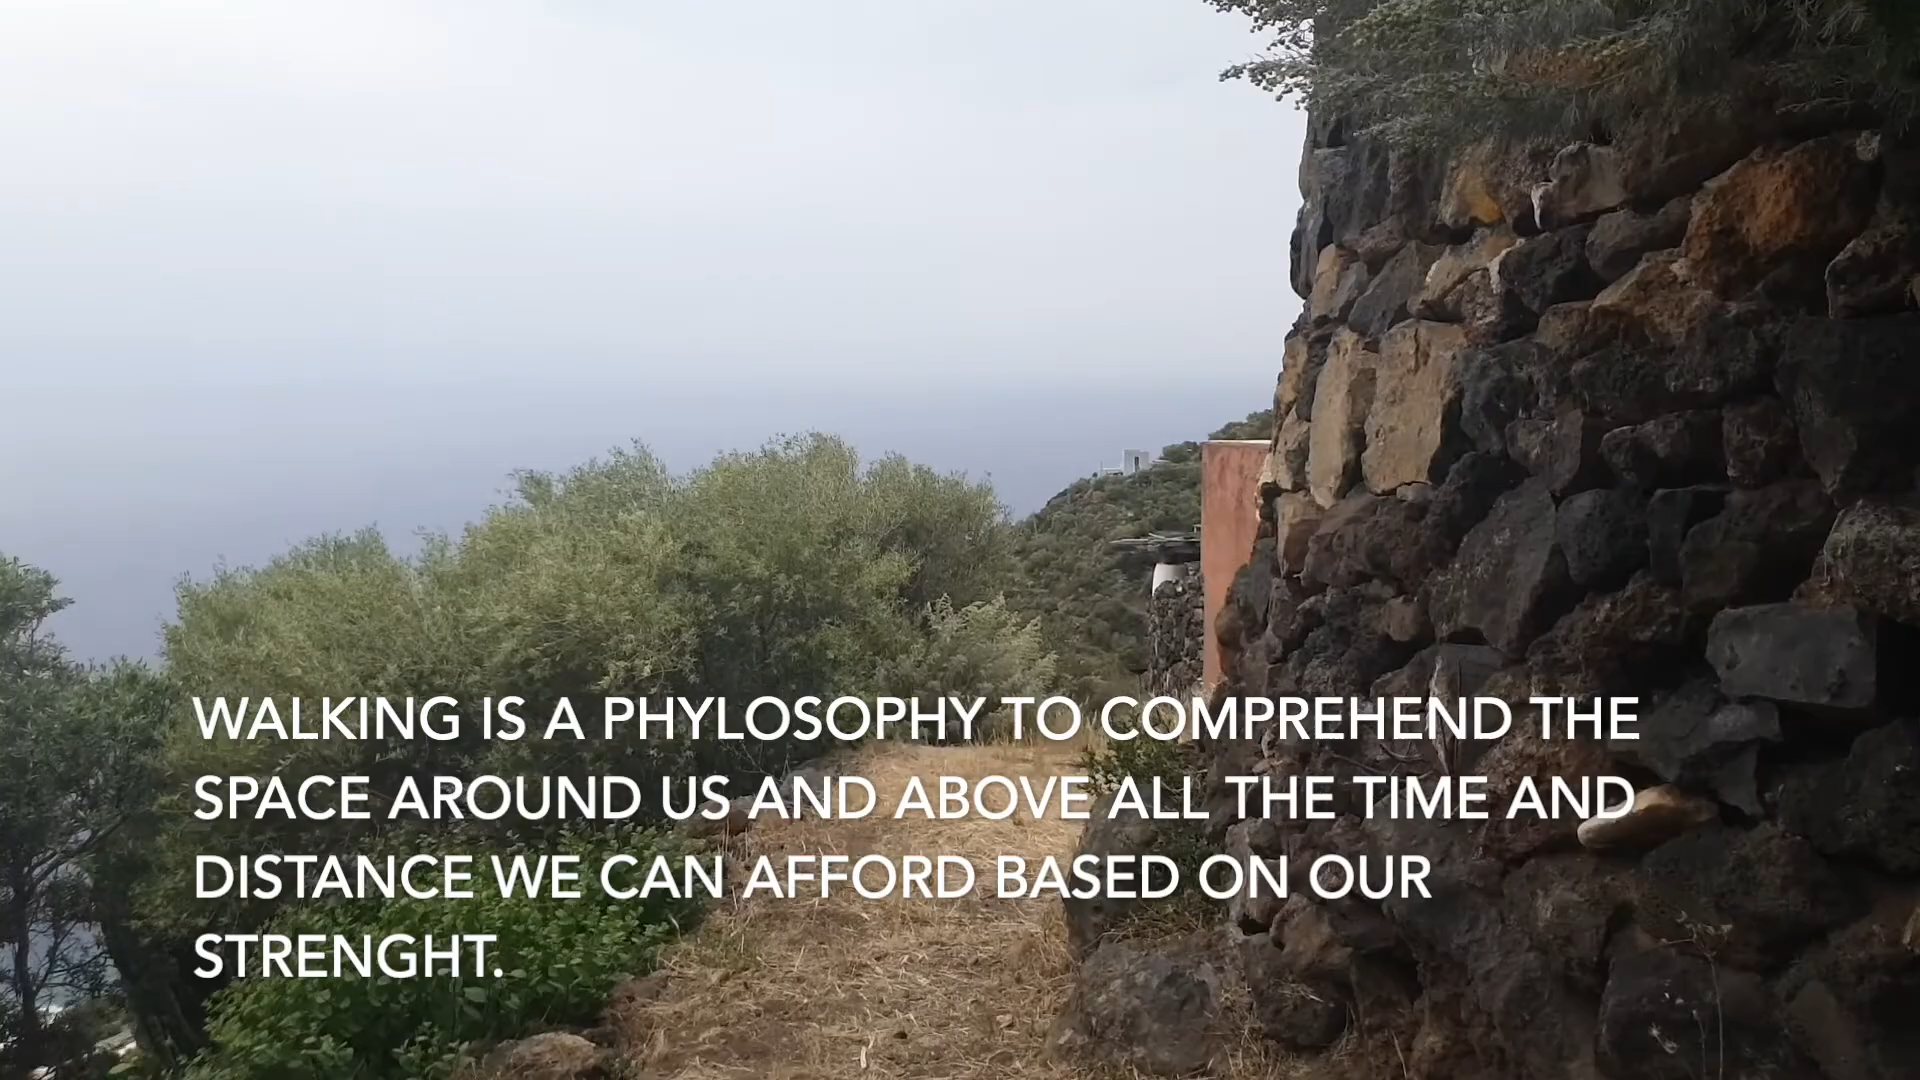 WALKING IS A PHYLOSOPHY TO COMPREHEND THE
SPACE AROUND US AND ABOVE ALL THE TIME AND
DISTANCE WE CAN AFFORD BASED ON OUR
STRENGHT.